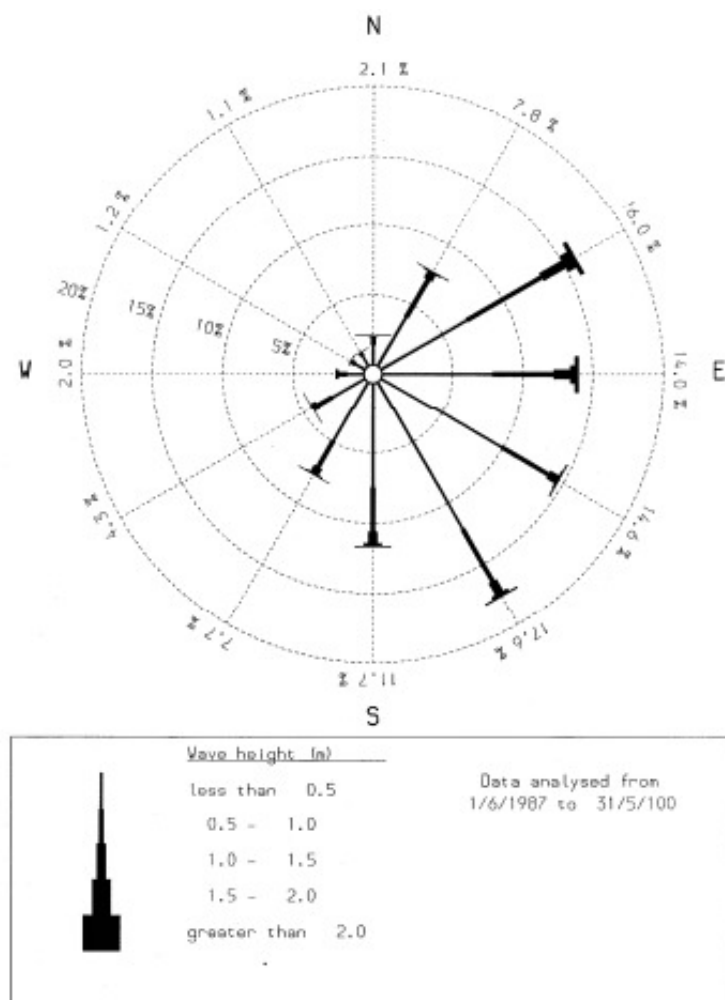 N
2.1 %
7.8 %
16.0 %
14.0 %
E
14.6 %
17.6 %
11.7 %
S
7.7 %
4.3 %
2.0 %
W
1.2 %
1.1 %
20%
15%
10%
5%
Wave height (m)
less than 0.5
0.5 - 1.0
1.0 - 1.5
1.5 - 2.0
greater than 2.0
Data analysed from
1/6/1987 to 31/5/100